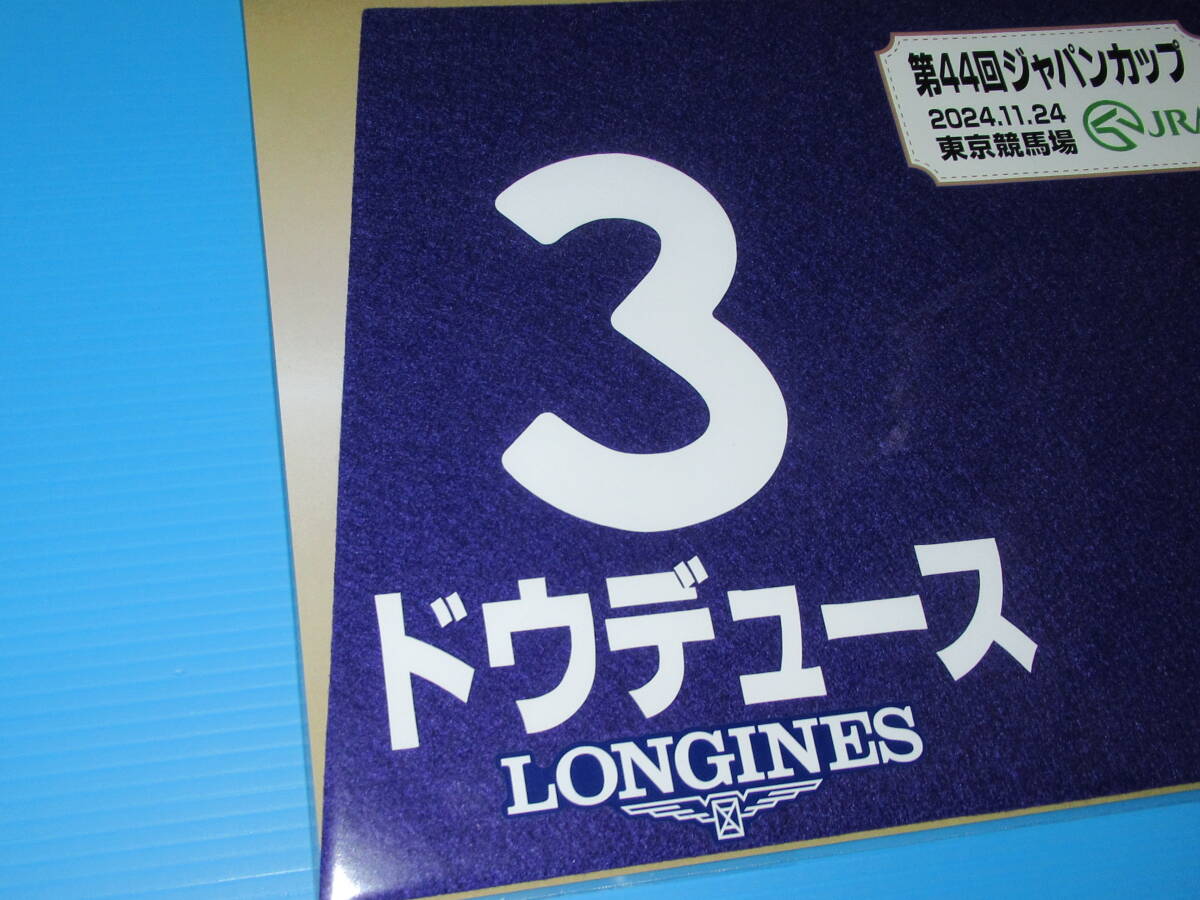 第44回ジャパンカップ
2024.11.24
東京競馬場
JRA
3
ドウデュース
LONGINES